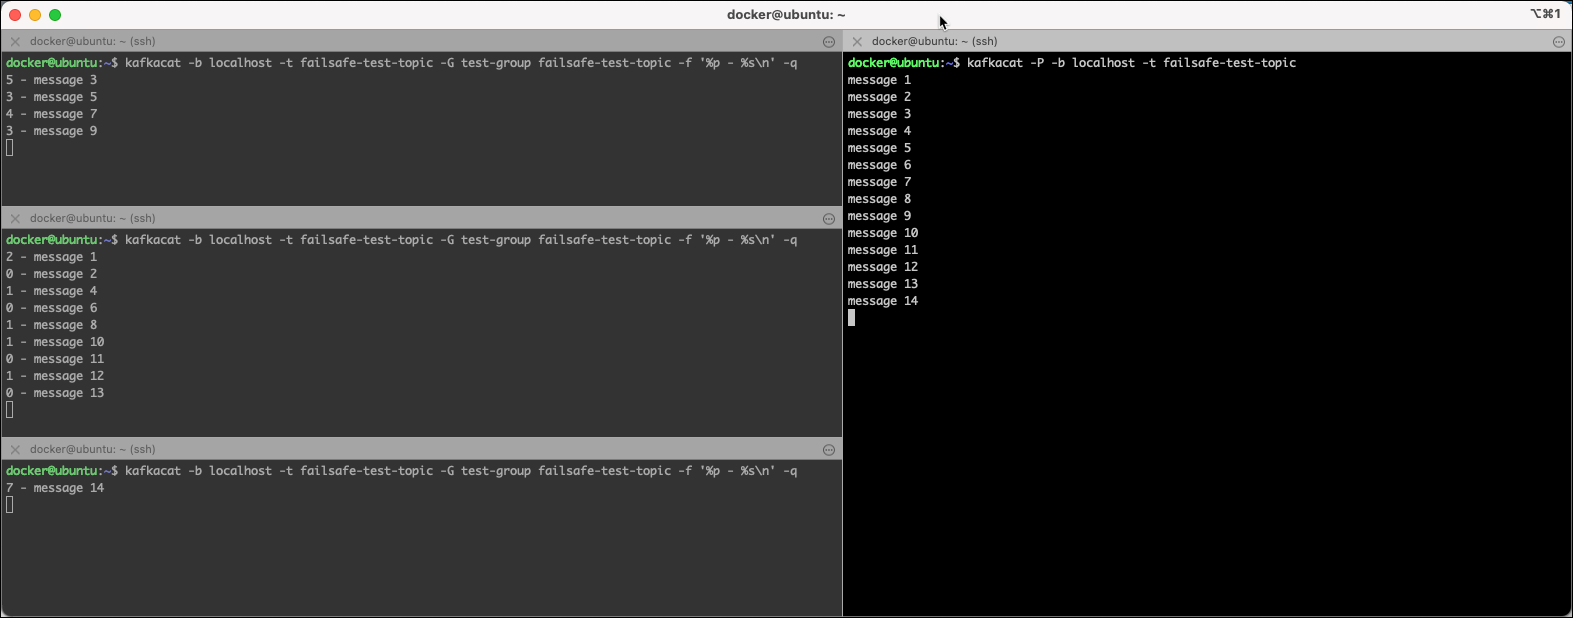 docker@ubuntu: ~
⌥⌘1
docker@ubuntu: ~ (ssh)
docker@ubuntu:~$ kafkacat -b localhost -t failsafe-test-topic -G test-group failsafe-test-topic -f '%p - %s\n' -q
5 - message 3
3 - message 5
4 - message 7
3 - message 9
docker@ubuntu: ~ (ssh)
docker@ubuntu:~$ kafkacat -b localhost -t failsafe-test-topic -G test-group failsafe-test-topic -f '%p - %s\n' -q
2 - message 1
0 - message 2
1 - message 4
0 - message 6
1 - message 8
1 - message 10
0 - message 11
1 - message 12
0 - message 13
docker@ubuntu: ~ (ssh)
docker@ubuntu:~$ kafkacat -b localhost -t failsafe-test-topic -G test-group failsafe-test-topic -f '%p - %s\n' -q
7 - message 14
docker@ubuntu: ~ (ssh)
docker@ubuntu:~$ kafkacat -P -b localhost -t failsafe-test-topic
message 1
message 2
message 3
message 4
message 5
message 6
message 7
message 8
message 9
message 10
message 11
message 12
message 13
message 14